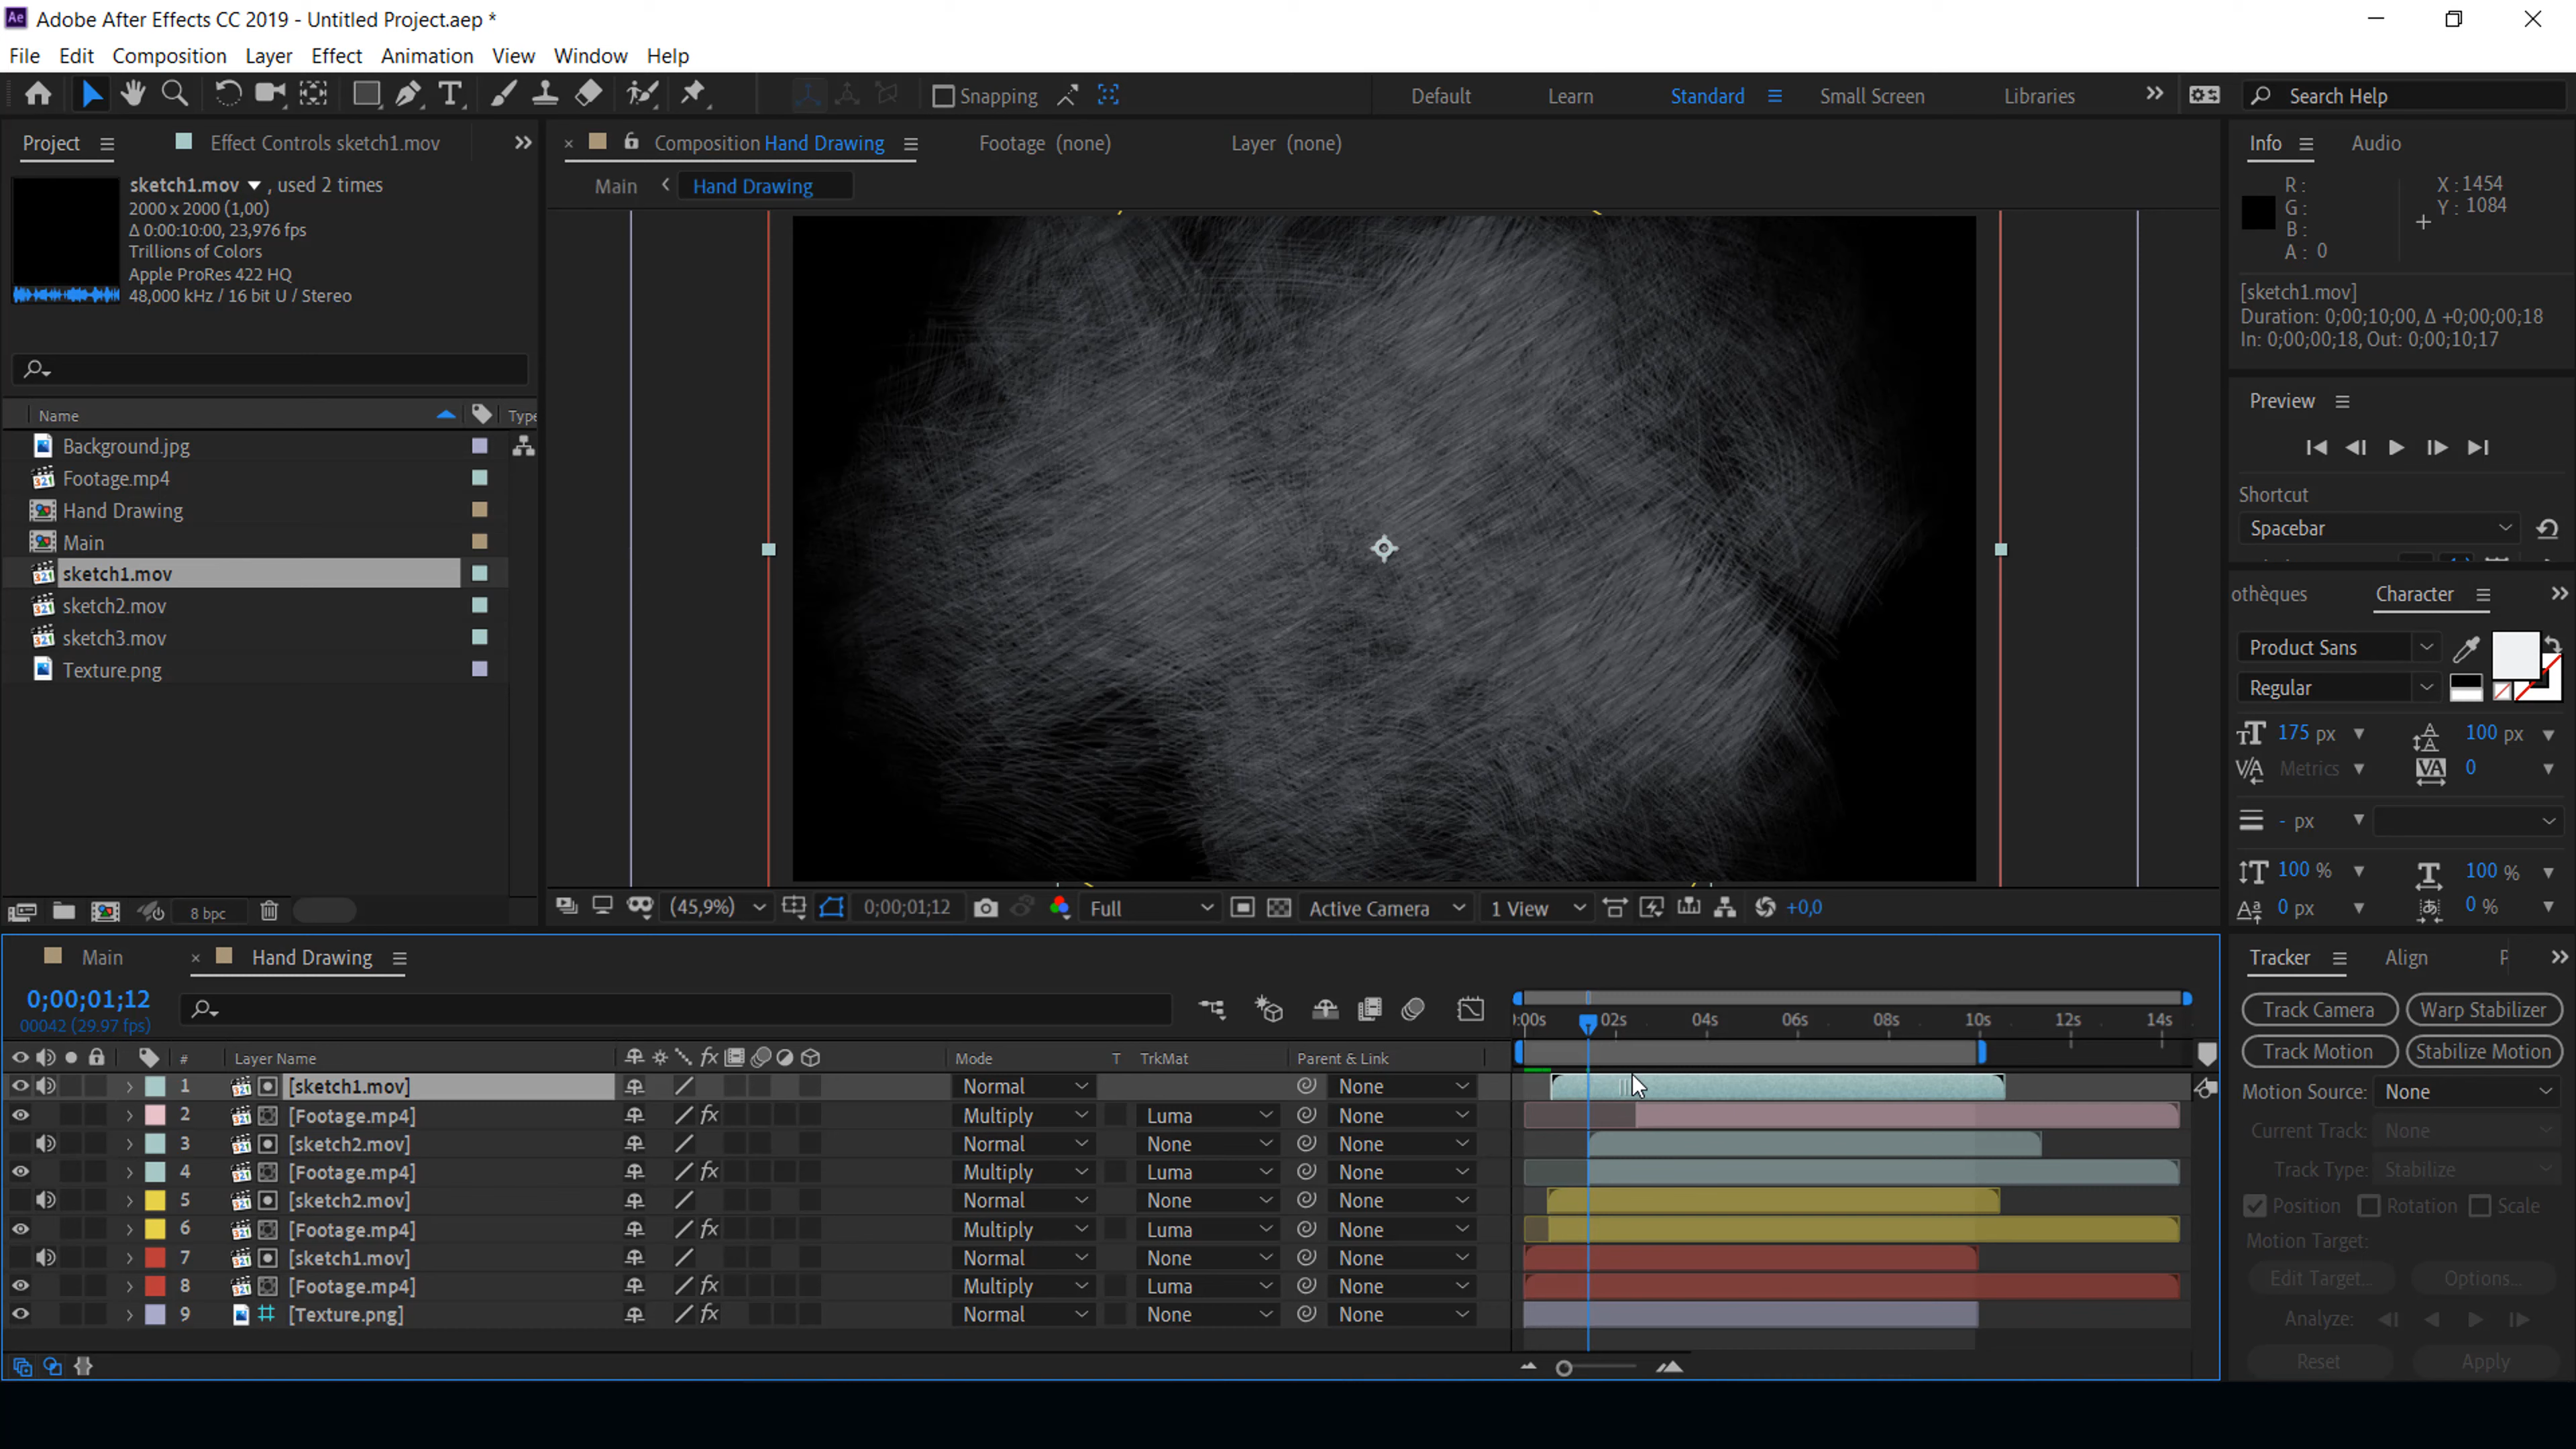 Ae Adobe After Effects CC 2019 - Untitled Project.aep *
File Edit Composition Layer Effect Animation View Window Help
Snapping Default Learn Standard Small Screen Libraries Search Help
Project Effect Controls sketch1.mov
sketch1.mov , used 2 times
2000 x 2000 (1,00)
Δ 0:00:10:00, 23,976 fps
Trillions of Colors
Apple ProRes 422 HQ
48,000 kHz / 16 bit U / Stereo
Name Type
Background.jpg
Footage.mp4
Hand Drawing
Main
sketch1.mov
sketch2.mov
sketch3.mov
Texture.png
8 bpc
Composition Hand Drawing Footage (none) Layer (none)
Main Hand Drawing
(45,9%) 0;00;01;12 Full Active Camera 1 View +0,0
Info Audio
R :
G :
B :
A : 0
X : 1454
Y : 1084
[sketch1.mov]
Duration: 0;00;10;00, Δ +0;00;00;18
In: 0;00;00;18, Out: 0;00;10;17
Preview
Shortcut
Spacebar
othèques Character
Product Sans
Regular
175 px 100 px
Metrics 0
- px
100 % 100 %
0 px 0 %
Main Hand Drawing
0;00;01;12
00042 (29.97 fps)
):00s 02s 04s 06s 08s 10s 12s 14s
# Layer Name Mode T TrkMat Parent & Link
1 [sketch1.mov] Normal None
2 [Footage.mp4] Multiply Luma None
3 [sketch2.mov] Normal None None
4 [Footage.mp4] Multiply Luma None
5 [sketch2.mov] Normal None None
6 [Footage.mp4] Multiply Luma None
7 [sketch1.mov] Normal None None
8 [Footage.mp4] Multiply Luma None
9 [Texture.png] Normal None None
Tracker Align
Track Camera Warp Stabilizer
Track Motion Stabilize Motion
Motion Source: None
Current Track: None
Track Type: Stabilize
Position Rotation Scale
Motion Target:
Edit Target... Options...
Analyze:
Reset Apply